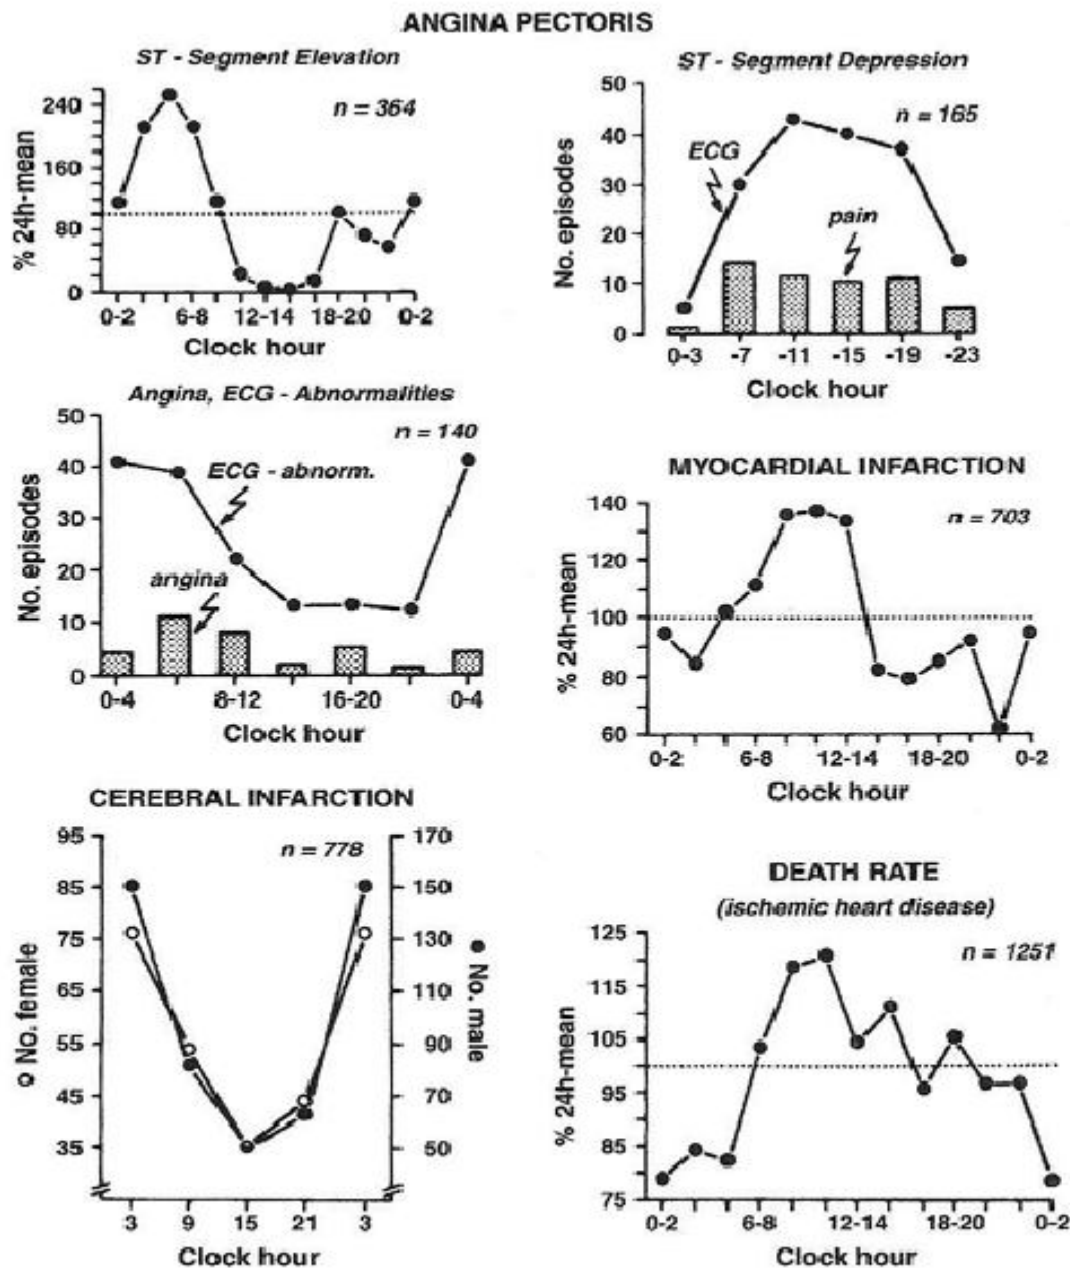 ANGINA PECTORIS
ST - Segment Elevation
n = 364
% 24h-mean
240
160
80
0
0-2 6-8 12-14 18-20 0-2
Clock hour
ST - Segment Depression
n = 165
ECG
pain
No. episodes
50
40
30
20
10
0
0-3 -7 -11 -15 -19 -23
Clock hour
Angina, ECG - Abnormalities
n = 140
ECG - abnorm.
angina
No. episodes
50
40
30
20
10
0
0-4 8-12 16-20 0-4
Clock hour
MYOCARDIAL INFARCTION
n = 703
% 24h-mean
140
120
100
80
60
0-2 6-8 12-14 18-20 0-2
Clock hour
CEREBRAL INFARCTION
n = 778
No. female
95
85
75
65
55
45
35
170
150
130
110
90
70
50
No. male
3 9 15 21 3
Clock hour
DEATH RATE
(ischemic heart disease)
n = 1251
% 24h-mean
125
115
105
95
85
75
0-2 6-8 12-14 18-20 0-2
Clock hour